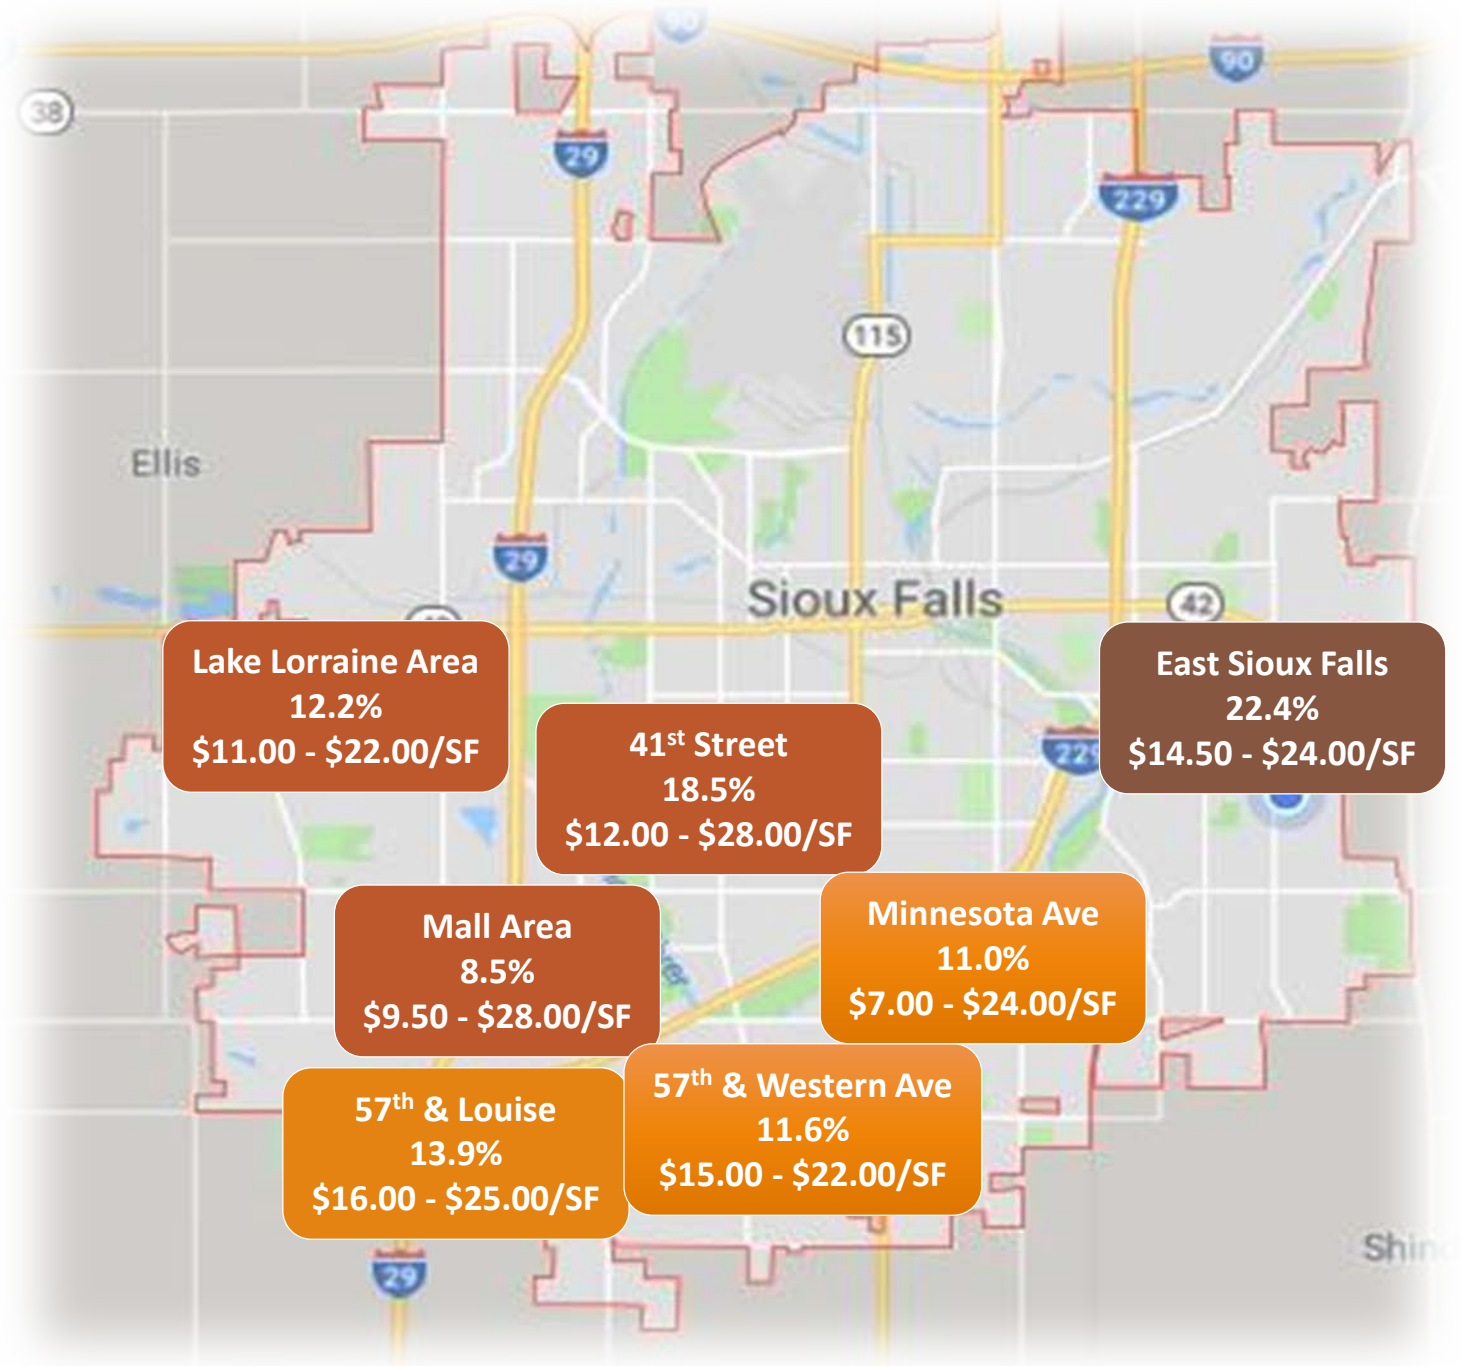 90
90
38
29
229
115
Ellis
29
Sioux Falls
42
Lake Lorraine Area
12.2%
$11.00 - $22.00/SF
East Sioux Falls
22.4%
$14.50 - $24.00/SF
41st Street
18.5%
$12.00 - $28.00/SF
229
Mall Area
8.5%
$9.50 - $28.00/SF
Minnesota Ave
11.0%
$7.00 - $24.00/SF
57th & Louise
13.9%
$16.00 - $25.00/SF
57th & Western Ave
11.6%
$15.00 - $22.00/SF
29